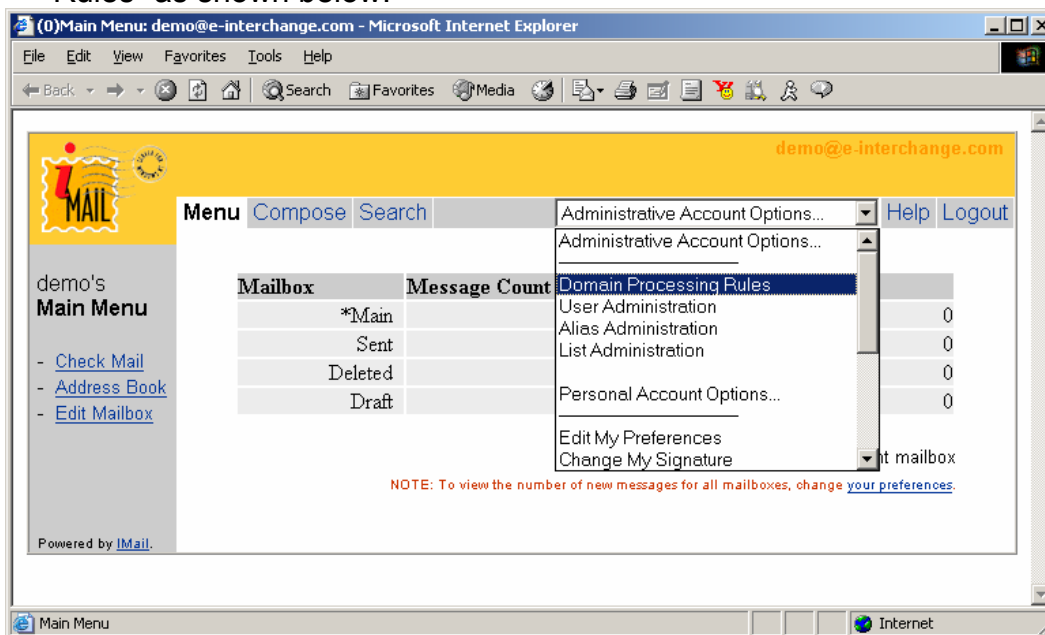 Rules" as shown below.
(0)Main Menu: demo@e-interchange.com - Microsoft Internet Explorer
File Edit View Favorites Tools Help
Back Search Favorites Media
demo@e-interchange.com
iMAIL
Menu Compose Search Administrative Account Options... Help Logout
Administrative Account Options...
demo's
Main Menu
- Check Mail
- Address Book
- Edit Mailbox
Mailbox Message Count
*Main 0
Sent 0
Deleted 0
Draft 0
Domain Processing Rules
User Administration
Alias Administration
List Administration
Personal Account Options...
Edit My Preferences
Change My Signature
nt mailbox
NOTE: To view the number of new messages for all mailboxes, change your preferences.
Powered by IMail.
Main Menu Internet